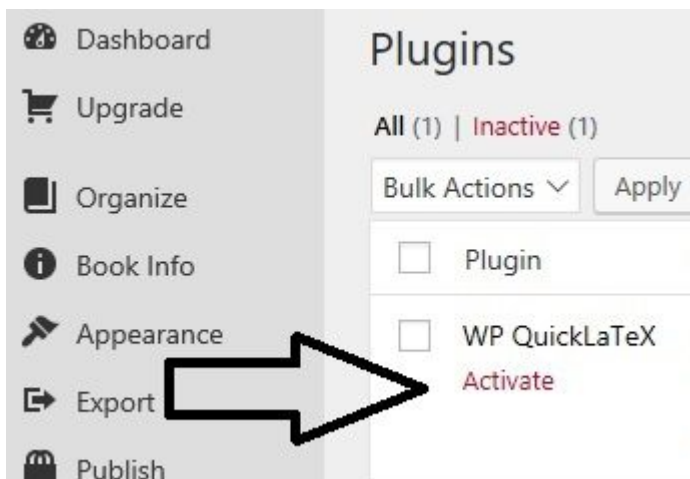 Dashboard
Upgrade
Organize
Book Info
Appearance
Export
Publish
Plugins
All (1) | Inactive (1)
Bulk Actions
Apply
Plugin
WP QuickLaTeX
Activate